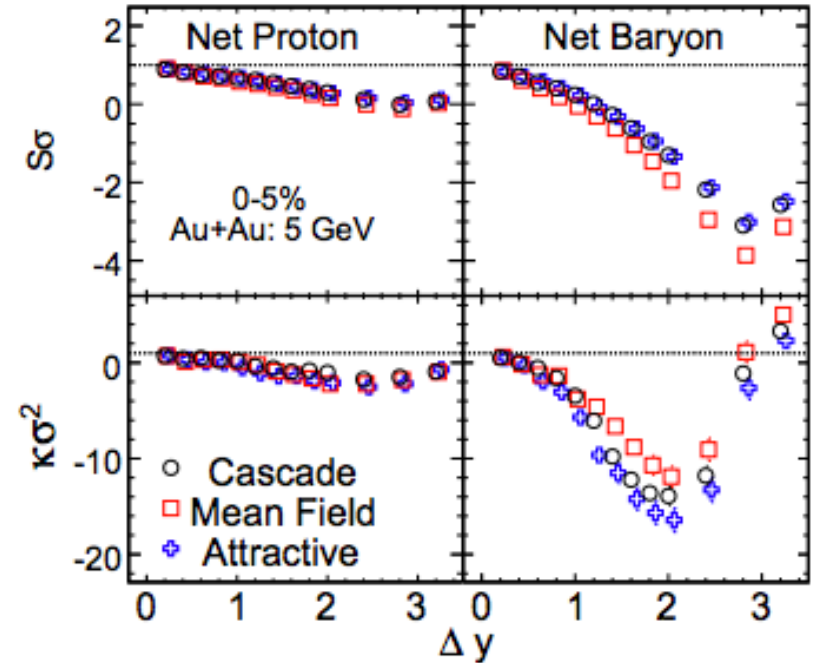 Net Proton
Net Baryon
2
0
-2
-4
Sσ
0-5%
Au+Au: 5 GeV
0
-10
-20
κσ²
Cascade
Mean Field
Attractive
0 1 2 3
0 1 2 3
Δ y